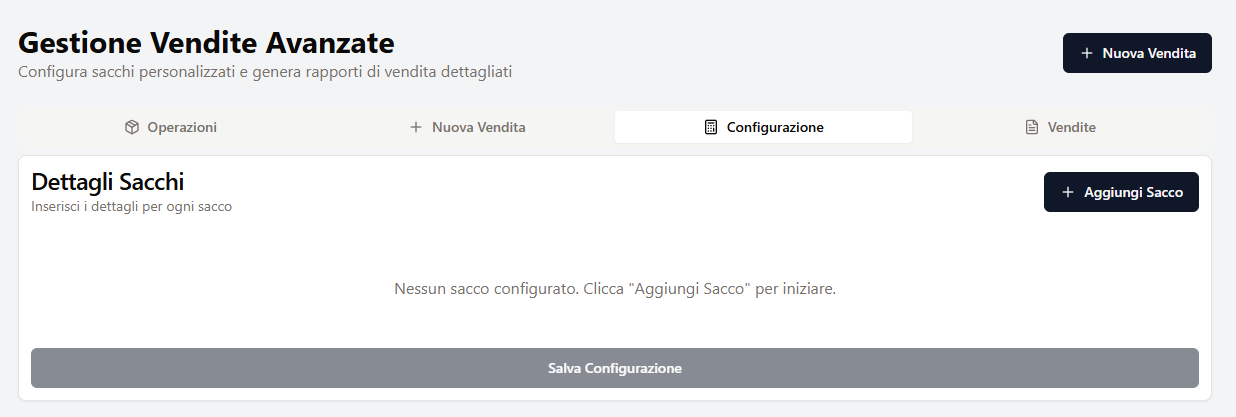 Gestione Vendite Avanzate
Configura sacchi personalizzati e genera rapporti di vendita dettagliati
+ Nuova Vendita
Operazioni
+ Nuova Vendita
Configurazione
Vendite
Dettagli Sacchi
Inserisci i dettagli per ogni sacco
+ Aggiungi Sacco
Nessun sacco configurato. Clicca "Aggiungi Sacco" per iniziare.
Salva Configurazione